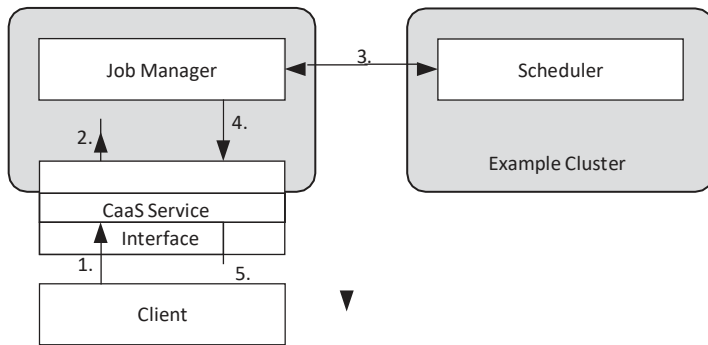 Job Manager
3.
Scheduler
2.
4.
Example Cluster
CaaS Service
Interface
1.
5.
Client